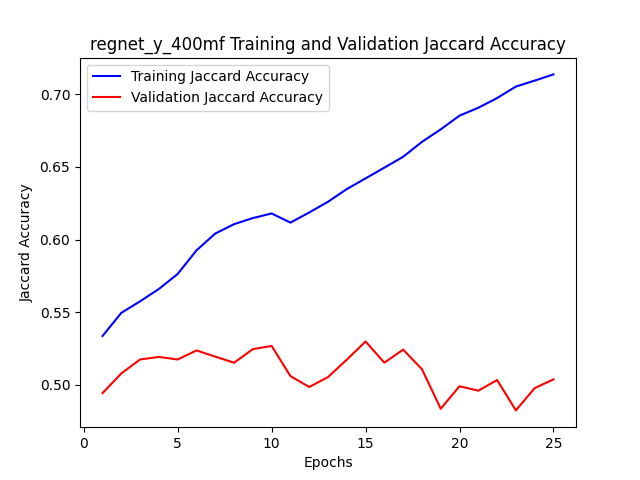 regnet_y_400mf Training and Validation Jaccard Accuracy
Training Jaccard Accuracy
Validation Jaccard Accuracy
Jaccard Accuracy
0.70
0.65
0.60
0.55
0.50
0 5 10 15 20 25
Epochs